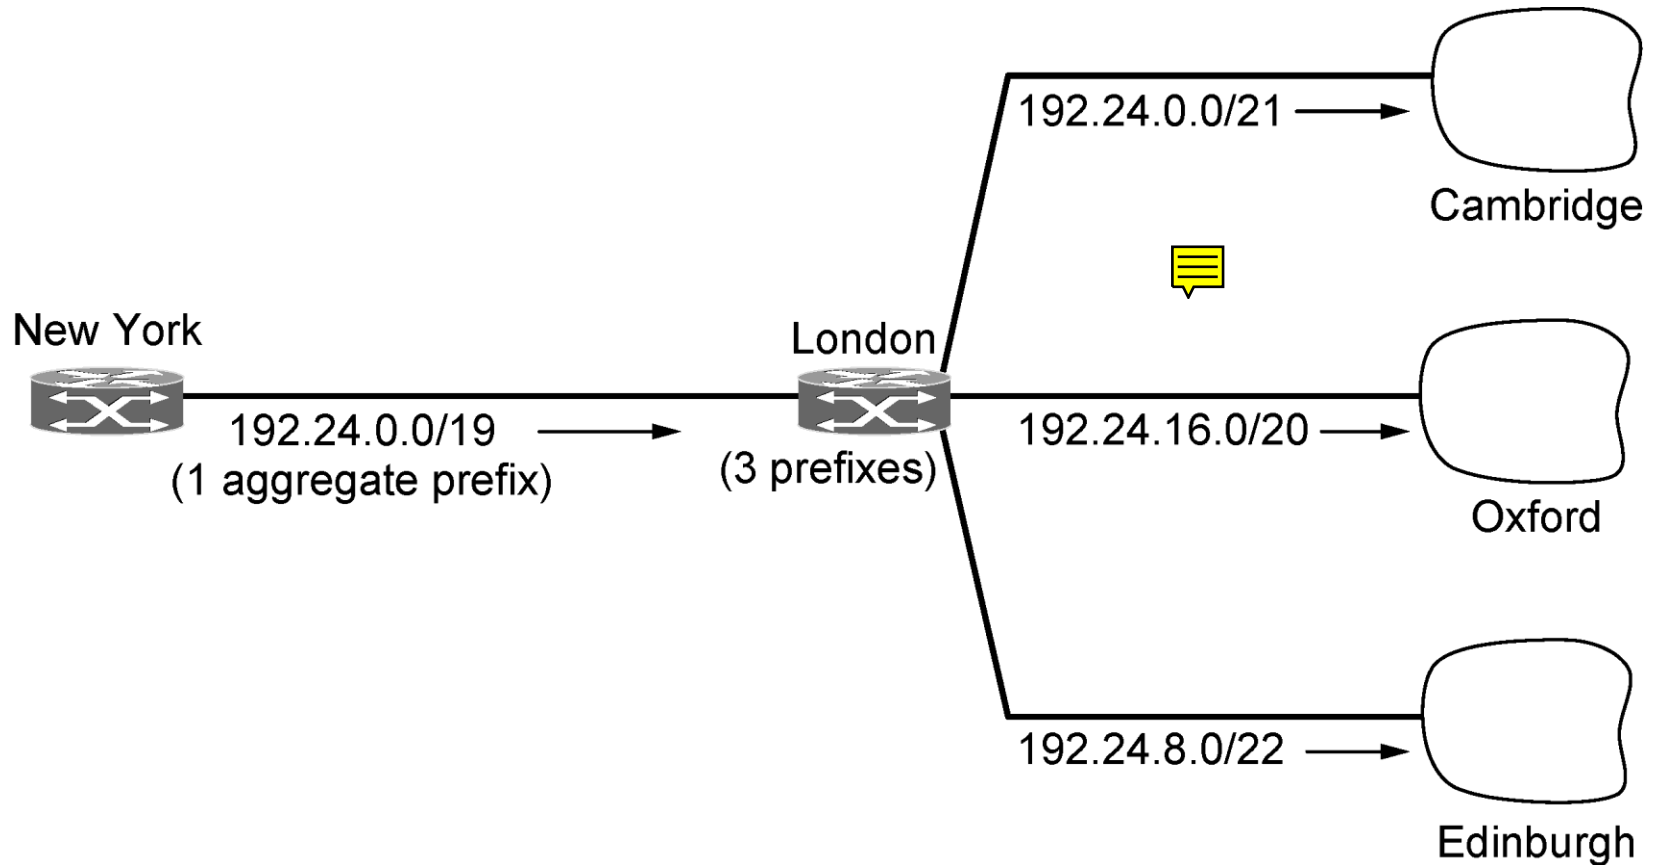 192.24.0.0/21
Cambridge
New York
London
192.24.0.0/19
(1 aggregate prefix)
(3 prefixes)
192.24.16.0/20
Oxford
192.24.8.0/22
Edinburgh